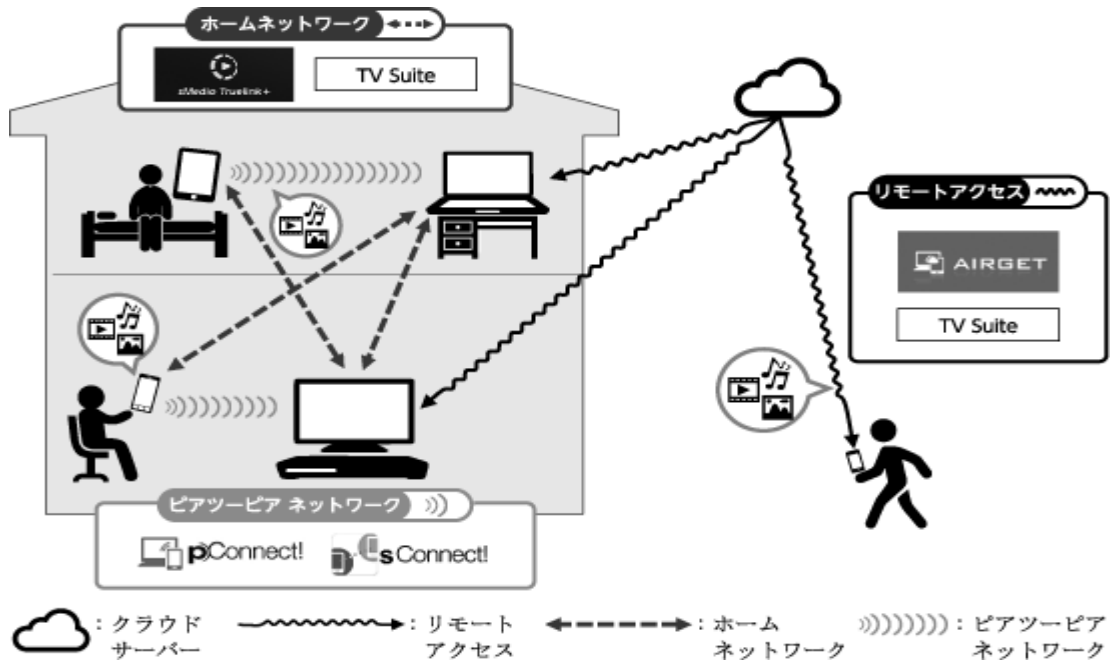 ホームネットワーク
sMedio Truelink+
TV Suite
リモートアクセス
AIRGET
TV Suite
ピアツーピア ネットワーク
pConnect!
sConnect!
：クラウド
サーバー
：リモート
アクセス
：ホーム
ネットワーク
：ピアツーピア
ネットワーク